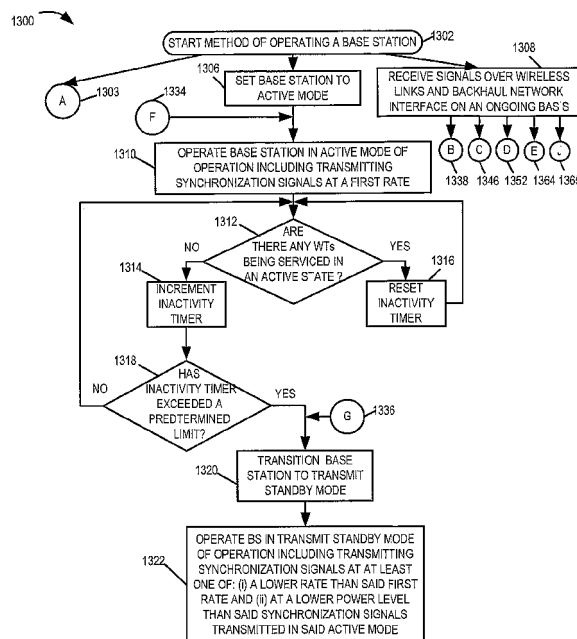 1300
START METHOD OF OPERATING A BASE STATION
1302
A
1303
1306
SET BASE STATION TO
ACTIVE MODE
1308
RECEIVE SIGNALS OVER WIRELESS
LINKS AND BACKHAUL NETWORK
INTERFACE ON AN ONGOING BAS'S
1334
F
B
C
D
E
J
1338
1346
1352
1364
1310
OPERATE BASE STATION IN ACTIVE MODE OF
OPERATION INCLUDING TRANSMITTING
SYNCHRONIZATION SIGNALS AT A FIRST RATE
1312
ARE
THERE ANY WTs
BEING SERVICED IN
AN ACTIVE STATE ?
NO
YES
1314
INCREMENT
INACTIVITY
TIMER
1316
RESET
INACTIVITY
TIMER
1318
HAS
INACTIVITY TIMER
EXCEEDED A
PREDTERMINED
LIMIT?
NO
YES
G
1336
1320
TRANSITION BASE
STATION TO TRANSMIT
STANDBY MODE
1322
OPERATE BS IN TRANSMIT STANDBY MODE
OF OPERATION INCLUDING TRANSMITTING
SYNCHRONIZATION SIGNALS AT AT LEAST
ONE OF: (i) A LOWER RATE THAN SAID FIRST
RATE AND (ii) AT A LOWER POWER LEVEL
THAN SAID SYNCHRONIZATION SIGNALS
TRANSMITTED IN SAID ACTIVE MODE